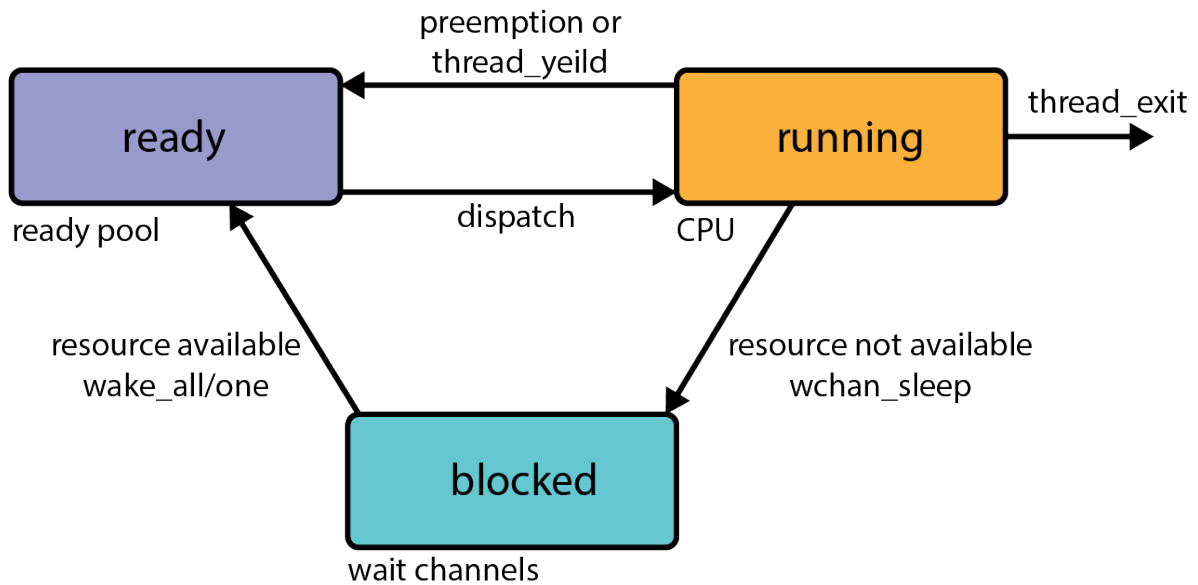 preemption or
thread_yeild
ready
running
thread_exit
ready pool
dispatch
CPU
resource available
wake_all/one
resource not available
wchan_sleep
blocked
wait channels